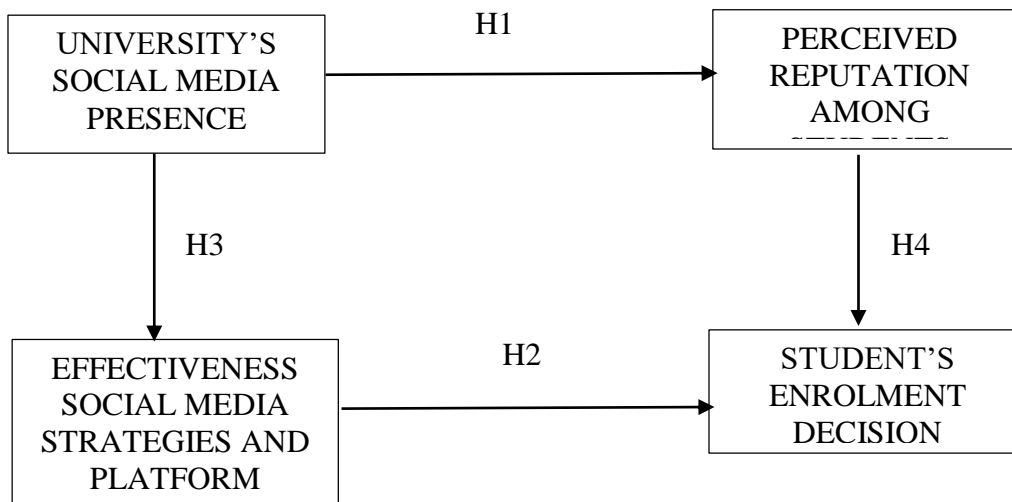 H1
UNIVERSITY’S
SOCIAL MEDIA
PRESENCE
PERCEIVED
REPUTATION
AMONG
H3
H4
EFFECTIVENESS
SOCIAL MEDIA
STRATEGIES AND
PLATFORM
H2
STUDENT’S
ENROLMENT
DECISION